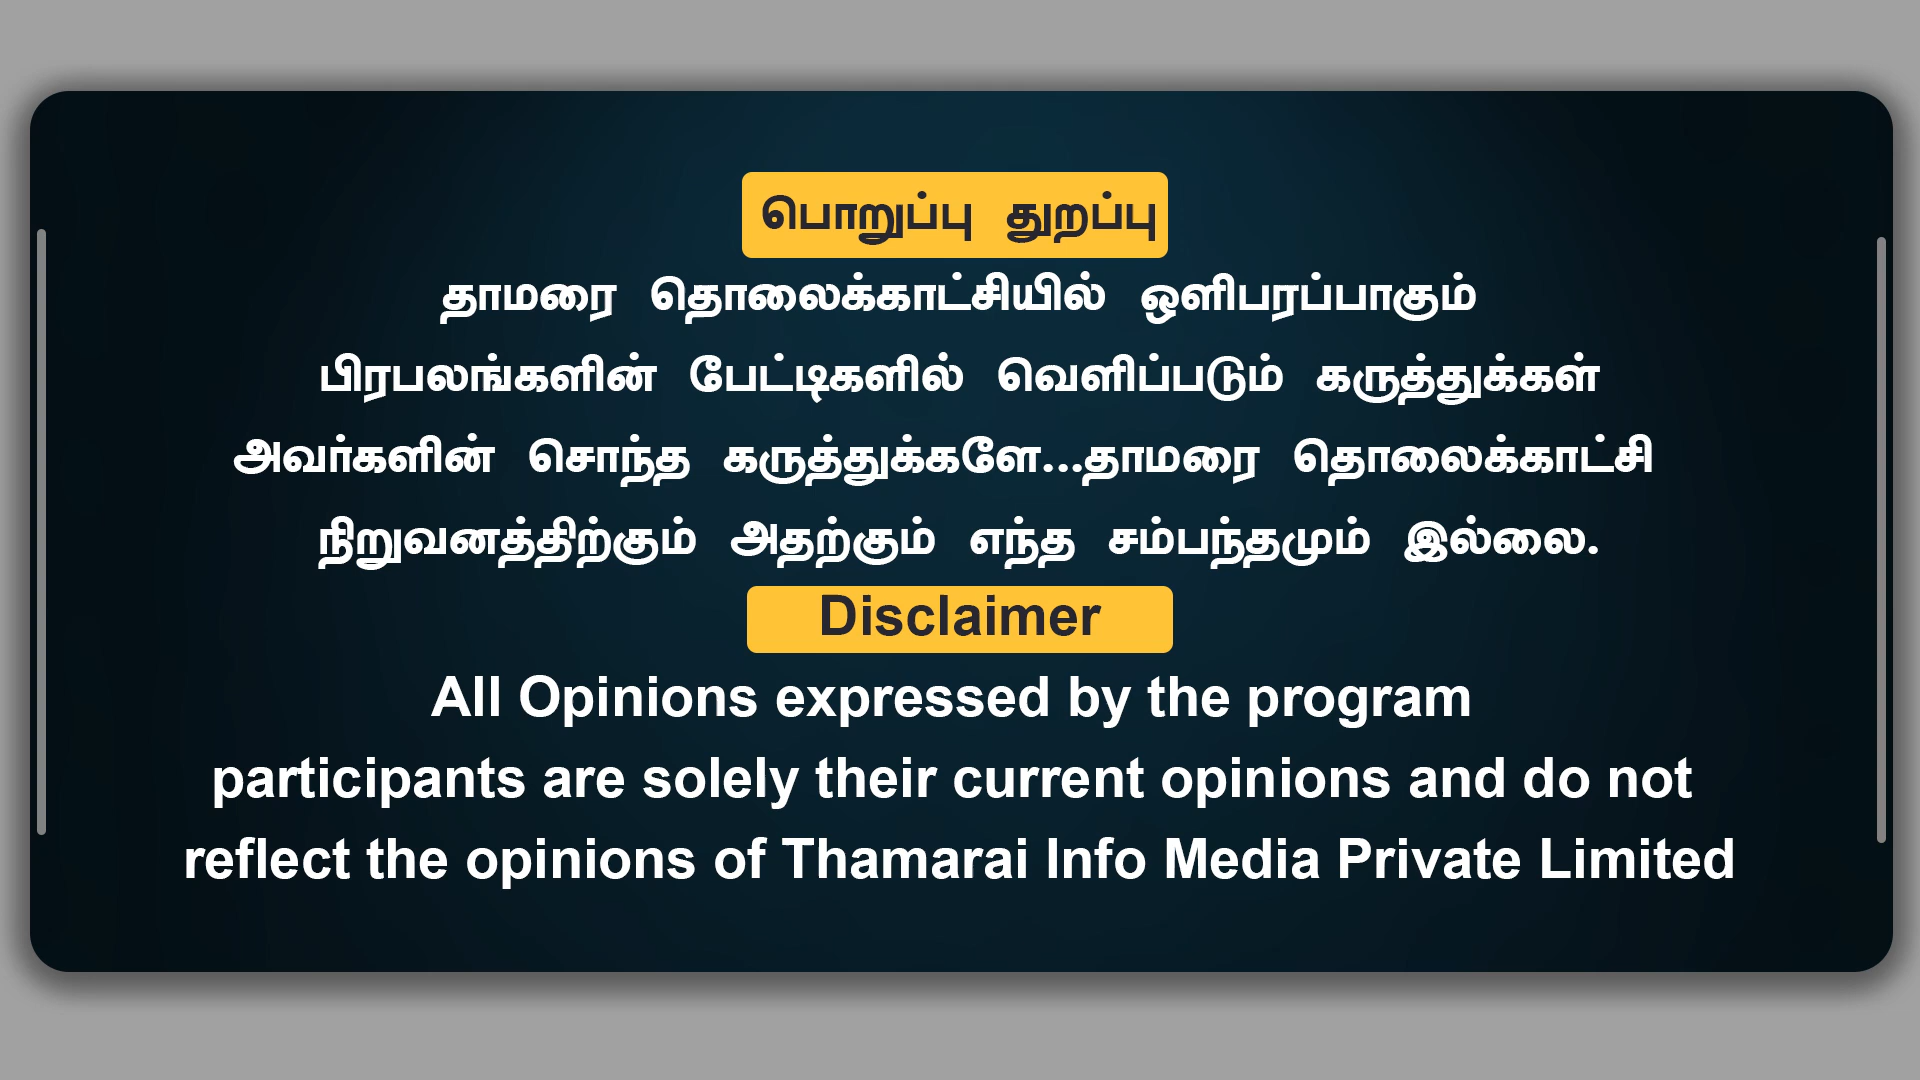 பொறுப்பு துறப்பு
தாமரை தொலைக்காட்சியில் ஒளிபரப்பாகும்
பிரபலங்களின் பேட்டிகளில் வெளிப்படும் கருத்துக்கள்
அவர்களின் சொந்த கருத்துக்களே...தாமரை தொலைக்காட்சி
நிறுவனத்திற்கும் அதற்கும் எந்த சம்பந்தமும் இல்லை.
Disclaimer
All Opinions expressed by the program
participants are solely their current opinions and do not
reflect the opinions of Thamarai Info Media Private Limited